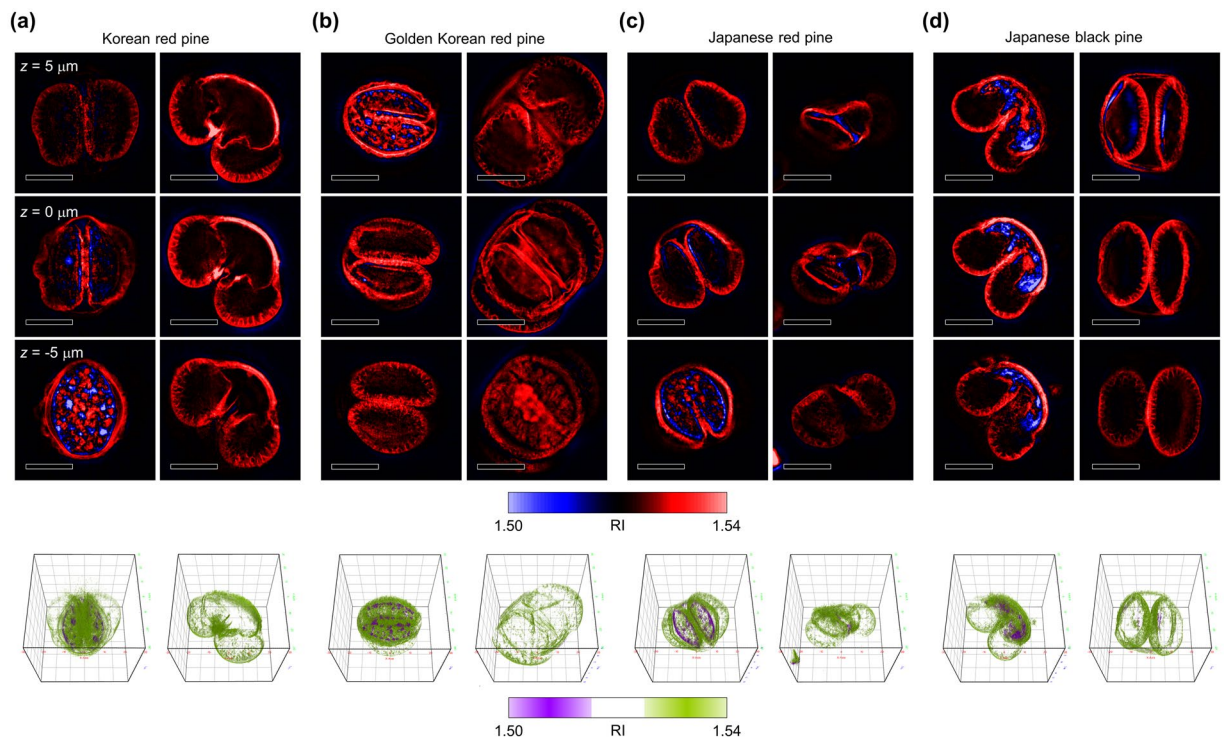 (a)
Korean red pine
(b)
Golden Korean red pine
(c)
Japanese red pine
(d)
Japanese black pine
z = 5 μm
z = 0 μm
z = -5 μm
1.50 RI 1.54
1.50 RI 1.54